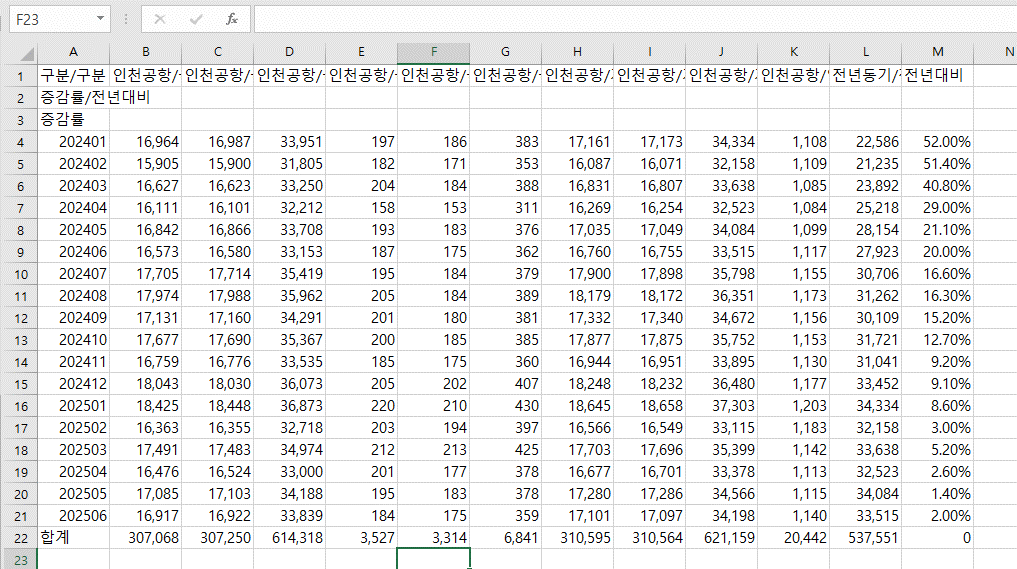 F23 fx
A B C D E F G H I J K L M N
1 구분/구분 인천공항/ 인천공항/ 인천공항/ 인천공항/ 인천공항/ 인천공항/ 인천공항/ 인천공항/ 인천공항/ 인천공항/ 전년동기/ 전년대비
2 증감률/전년대비
3 증감률
4 202401 16,964 16,987 33,951 197 186 383 17,161 17,173 34,334 1,108 22,586 52.00%
5 202402 15,905 15,900 31,805 182 171 353 16,087 16,071 32,158 1,109 21,235 51.40%
6 202403 16,627 16,623 33,250 204 184 388 16,831 16,807 33,638 1,085 23,892 40.80%
7 202404 16,111 16,101 32,212 158 153 311 16,269 16,254 32,523 1,084 25,218 29.00%
8 202405 16,842 16,866 33,708 193 183 376 17,035 17,049 34,084 1,099 28,154 21.10%
9 202406 16,573 16,580 33,153 187 175 362 16,760 16,755 33,515 1,117 27,923 20.00%
10 202407 17,705 17,714 35,419 195 184 379 17,900 17,898 35,798 1,155 30,706 16.60%
11 202408 17,974 17,988 35,962 205 184 389 18,179 18,172 36,351 1,173 31,262 16.30%
12 202409 17,131 17,160 34,291 201 180 381 17,332 17,340 34,672 1,156 30,109 15.20%
13 202410 17,677 17,690 35,367 200 185 385 17,877 17,875 35,752 1,153 31,721 12.70%
14 202411 16,759 16,776 33,535 185 175 360 16,944 16,951 33,895 1,130 31,041 9.20%
15 202412 18,043 18,030 36,073 205 202 407 18,248 18,232 36,480 1,177 33,452 9.10%
16 202501 18,425 18,448 36,873 220 210 430 18,645 18,658 37,303 1,203 34,334 8.60%
17 202502 16,363 16,355 32,718 203 194 397 16,566 16,549 33,115 1,183 32,158 3.00%
18 202503 17,491 17,483 34,974 212 213 425 17,703 17,696 35,399 1,142 33,638 5.20%
19 202504 16,476 16,524 33,000 201 177 378 16,677 16,701 33,378 1,113 32,523 2.60%
20 202505 17,085 17,103 34,188 195 183 378 17,280 17,286 34,566 1,115 34,084 1.40%
21 202506 16,917 16,922 33,839 184 175 359 17,101 17,097 34,198 1,140 33,515 2.00%
22 합계 307,068 307,250 614,318 3,527 3,314 6,841 310,595 310,564 621,159 20,442 537,551 0
23